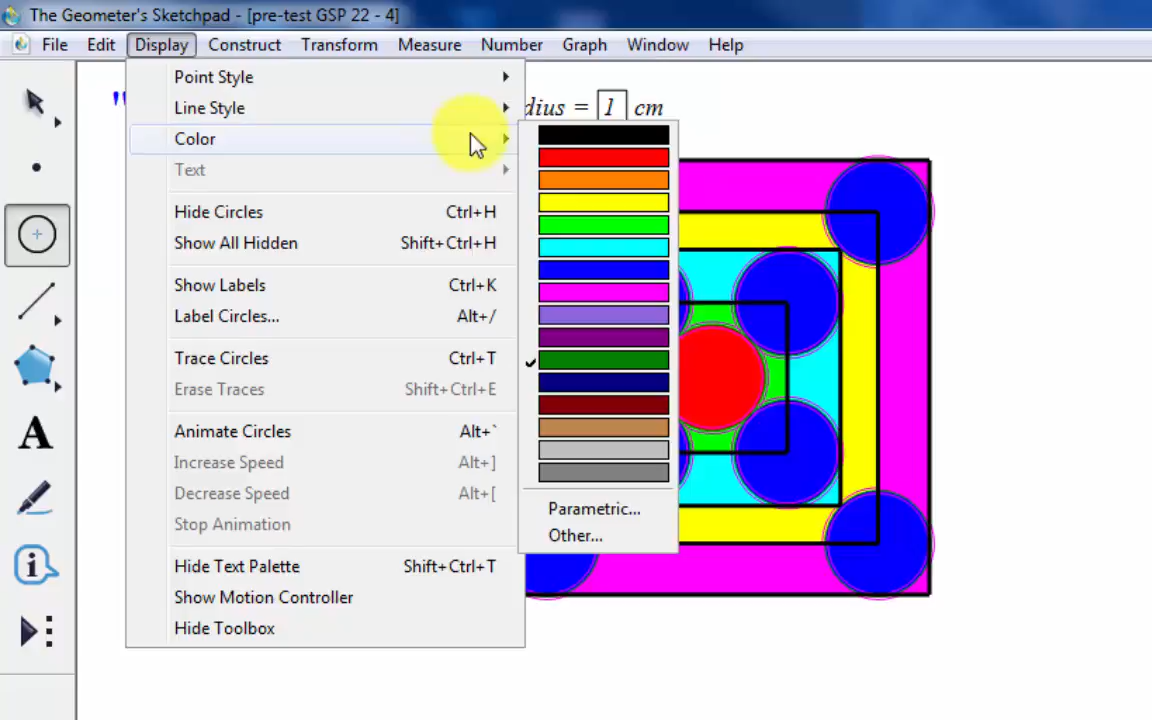 The Geometer's Sketchpad - [pre-test GSP 22 - 4]
File Edit Display Construct Transform Measure Number Graph Window Help
dius = 1 cm
Point Style
Line Style
Color
Text
Hide Circles Ctrl+H
Show All Hidden Shift+Ctrl+H
Show Labels Ctrl+K
Label Circles... Alt+/
Trace Circles Ctrl+T
Erase Traces Shift+Ctrl+E
Animate Circles Alt+`
Increase Speed Alt+]
Decrease Speed Alt+[
Stop Animation
Hide Text Palette Shift+Ctrl+T
Show Motion Controller
Hide Toolbox
Parametric...
Other...
A